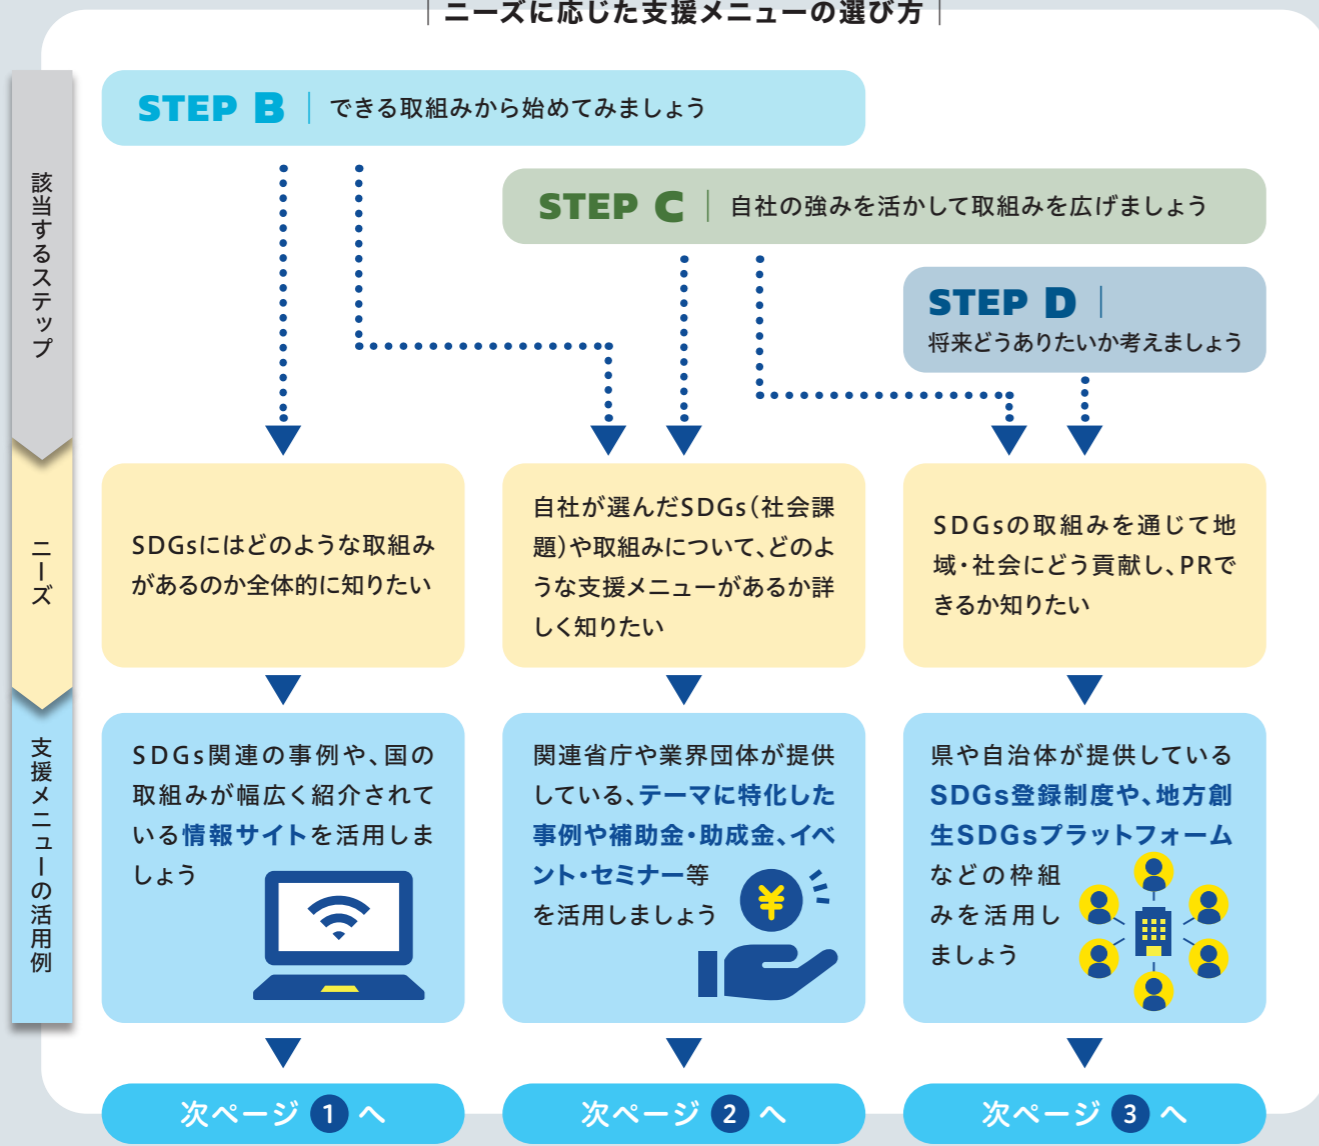 ニーズに応じた支援メニューの選び方
該当するステップ
STEP B
できる取組みから始めてみましょう
STEP C
自社の強みを活かして取組みを広げましょう
STEP D
将来どうありたいか考えましょう
ニーズ
SDGsにはどのような取組み
があるのか全体的に知りたい
自社が選んだSDGs(社会課
題)や取組みについて、どのよ
うな支援メニューがあるか詳
しく知りたい
SDGsの取組みを通じて地
域・社会にどう貢献し、PRで
きるか知りたい
支援メニューの活用例
SDGs関連の事例や、国の
取組みが幅広く紹介されて
いる情報サイトを活用しま
しょう
関連省庁や業界団体が提供
している、テーマに特化した
事例や補助金・助成金、イベ
ント・セミナー等
を活用しましょう
¥
県や自治体が提供している
SDGs登録制度や、地方創
生SDGsプラットフォーム
などの枠組
みを活用し
ましょう
次ページ 1 へ
次ページ 2 へ
次ページ 3 へ